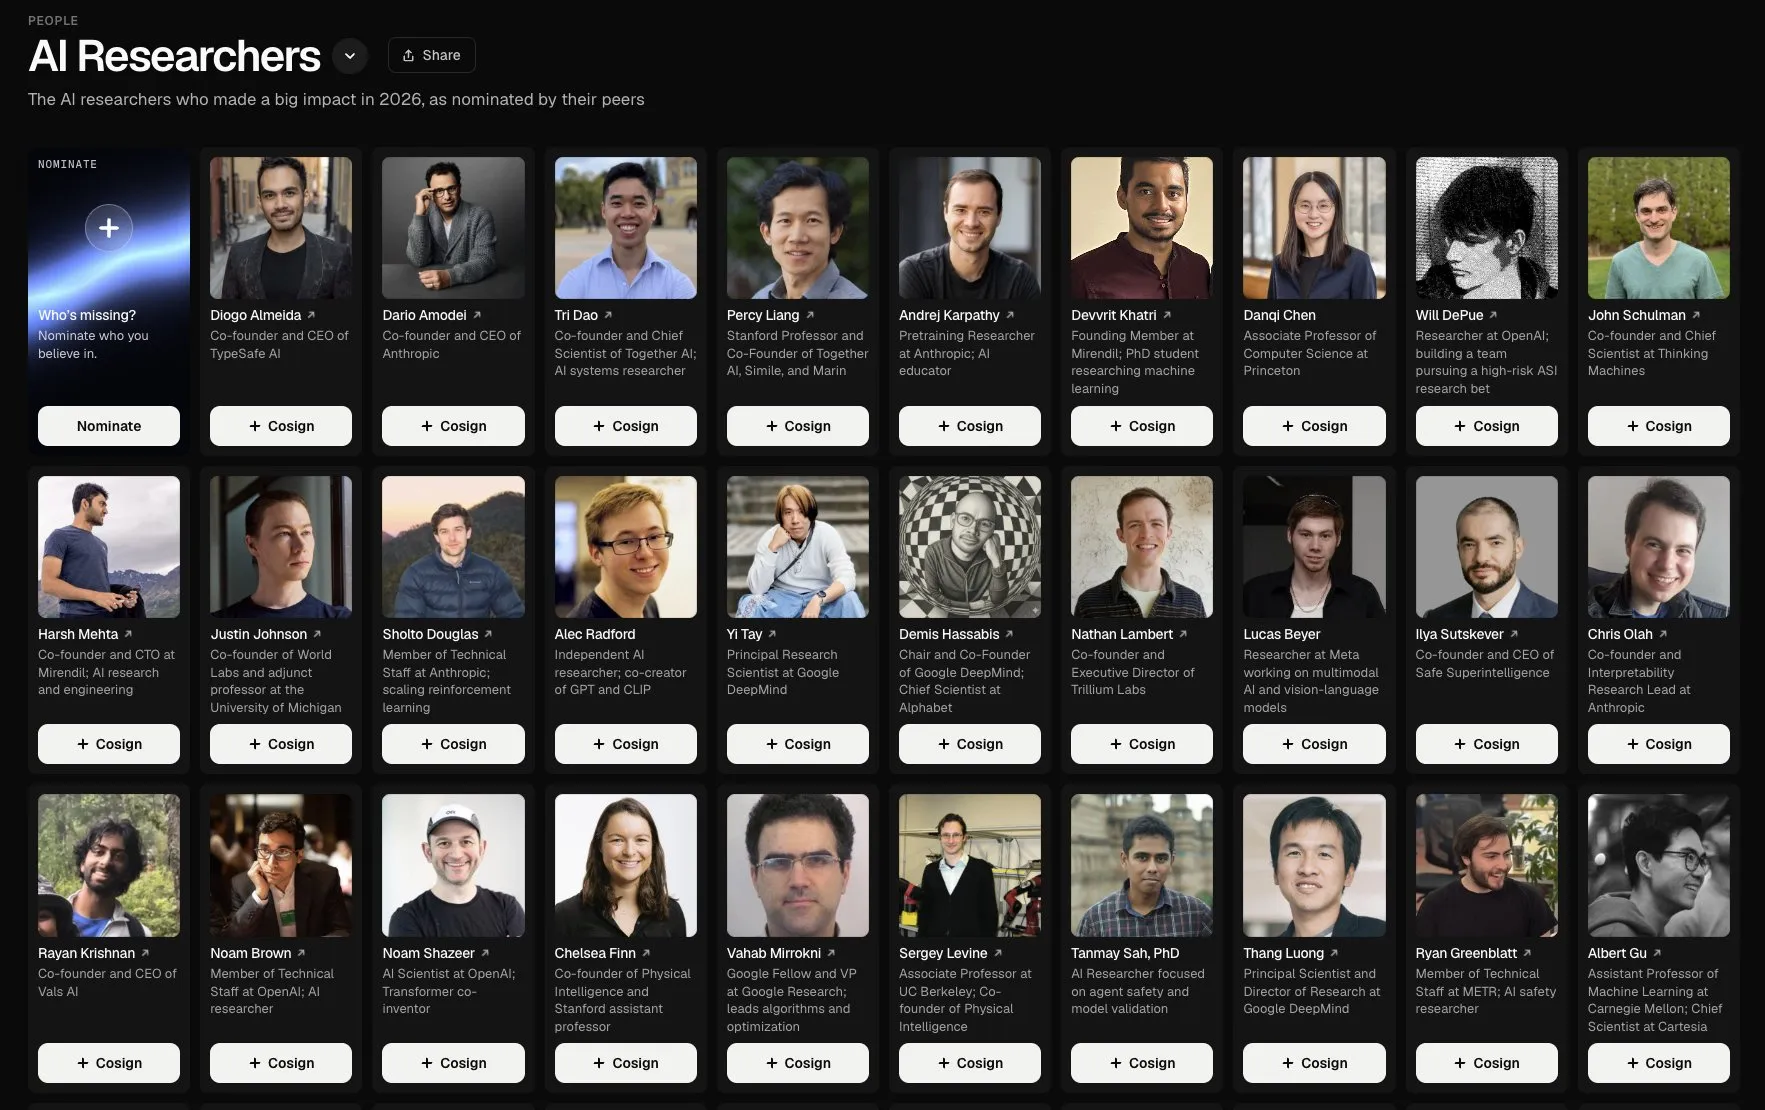 PEOPLE
AI Researchers
Share
The AI researchers who made a big impact in 2026, as nominated by their peers
NOMINATE
Who's missing?
Nominate who you
believe in.
Nominate
Diogo Almeida
Co-founder and CEO of
TypeSafe AI
+ Cosign
Dario Amodei
Co-founder and CEO of
Anthropic
+ Cosign
Tri Dao
Co-founder and Chief
Scientist of Together AI;
AI systems researcher
+ Cosign
Percy Liang
Stanford Professor and
Co-Founder of Together
AI, Simile, and Marin
+ Cosign
Andrej Karpathy
Pretraining Researcher
at Anthropic; AI
educator
+ Cosign
Devvrit Khatri
Founding Member at
Mirendil; PhD student
researching machine
learning
+ Cosign
Danqi Chen
Associate Professor of
Computer Science at
Princeton
+ Cosign
Will DePue
Researcher at OpenAI;
building a team
pursuing a high-risk ASI
research bet
+ Cosign
John Schulman
Co-founder and Chief
Scientist at Thinking
Machines
+ Cosign
Harsh Mehta
Co-founder and CTO at
Mirendil; AI research
and engineering
+ Cosign
Justin Johnson
Co-founder of World
Labs and adjunct
professor at the
University of Michigan
+ Cosign
Sholto Douglas
Member of Technical
Staff at Anthropic;
scaling reinforcement
learning
+ Cosign
Alec Radford
Independent AI
researcher; co-creator
of GPT and CLIP
+ Cosign
Yi Tay
Principal Research
Scientist at Google
DeepMind
+ Cosign
Demis Hassabis
Chair and Co-Founder
of Google DeepMind;
Chief Scientist at
Alphabet
+ Cosign
Nathan Lambert
Co-founder and
Executive Director of
Trillium Labs
+ Cosign
Lucas Beyer
Researcher at Meta
working on multimodal
AI and vision-language
models
+ Cosign
Ilya Sutskever
Co-founder and CEO of
Safe Superintelligence
+ Cosign
Chris Olah
Co-founder and
Interpretability
Research Lead at
Anthropic
+ Cosign
Rayan Krishnan
Co-founder and CEO of
Vals AI
+ Cosign
Noam Brown
Member of Technical
Staff at OpenAI; AI
researcher
+ Cosign
Noam Shazeer
AI Scientist at OpenAI;
Transformer co-
inventor
+ Cosign
Chelsea Finn
Co-founder of Physical
Intelligence and
Stanford assistant
professor
+ Cosign
Vahab Mirrokni
Google Fellow and VP
at Google Research;
leads algorithms and
optimization
+ Cosign
Sergey Levine
Associate Professor at
UC Berkeley; Co-
founder of Physical
Intelligence
+ Cosign
Tanmay Sah, PhD
AI Researcher focused
on agent safety and
model validation
+ Cosign
Thang Luong
Principal Scientist and
Director of Research at
Google DeepMind
+ Cosign
Ryan Greenblatt
Member of Technical
Staff at METR; AI safety
researcher
+ Cosign
Albert Gu
Assistant Professor of
Machine Learning at
Carnegie Mellon; Chief
Scientist at Cartesia
+ Cosign